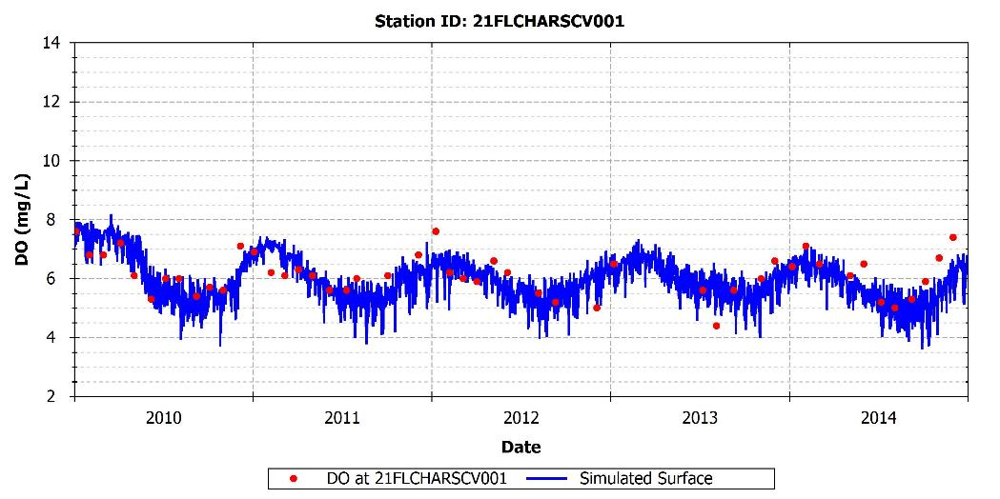 Station ID: 21FLCHARSCV001
14
12
10
8
6
4
2
DO (mg/L)
2010 2011 2012 2013 2014
Date
DO at 21FLCHARSCV001 Simulated Surface